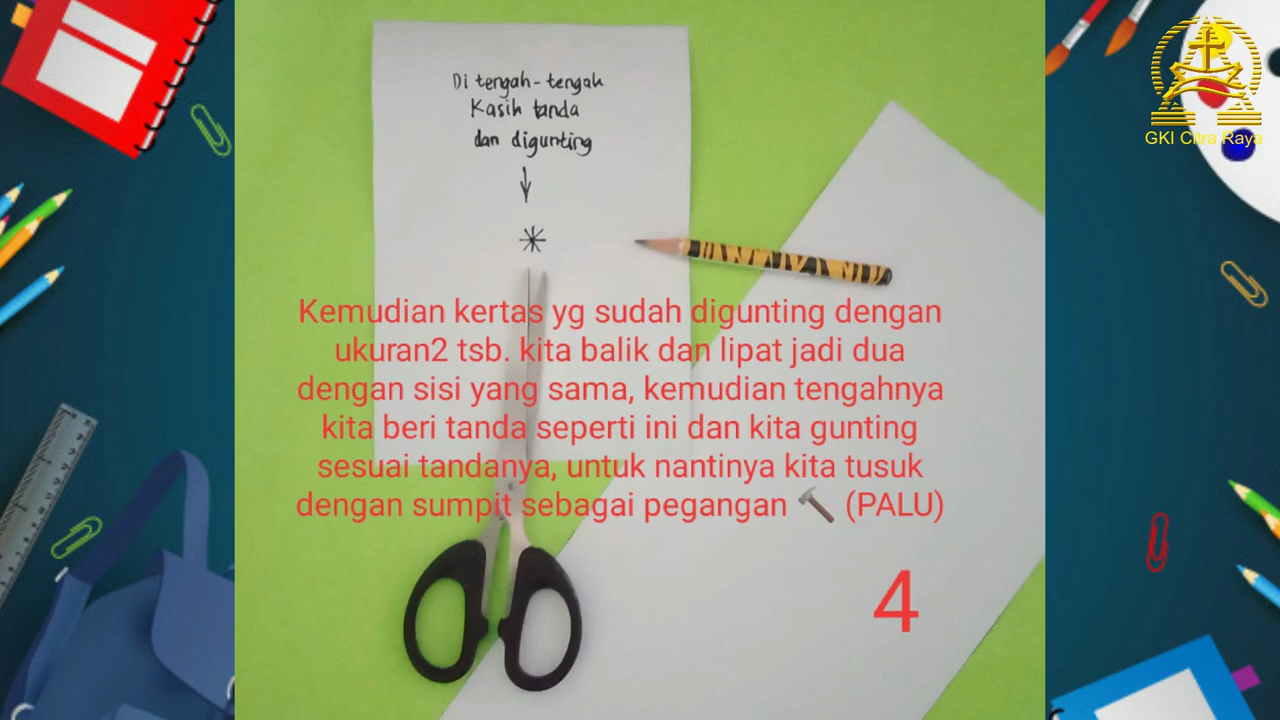 GKI Citra Raya
Di tengah-tengah
Kasih tanda
dan digunting
Kemudian kertas yg sudah digunting dengan
ukuran2 tsb. kita balik dan lipat jadi dua
dengan sisi yang sama, kemudian tengahnya
kita beri tanda seperti ini dan kita gunting
sesuai tandanya, untuk nantinya kita tusuk
dengan sumpit sebagai pegangan 🔨 (PALU)
4